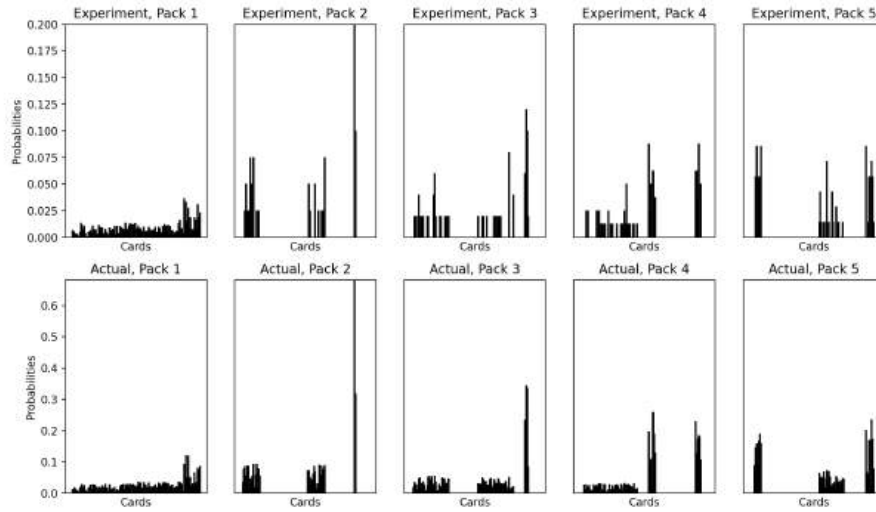 Experiment, Pack 1
Experiment, Pack 2
Experiment, Pack 3
Experiment, Pack 4
Experiment, Pack 5
0.200
0.175
0.150
0.125
0.100
0.075
0.050
0.025
0.000
Probabilities
Cards
Cards
Cards
Cards
Cards
Actual, Pack 1
Actual, Pack 2
Actual, Pack 3
Actual, Pack 4
Actual, Pack 5
0.6
0.5
0.4
0.3
0.2
0.1
0.0
Probabilities
Cards
Cards
Cards
Cards
Cards